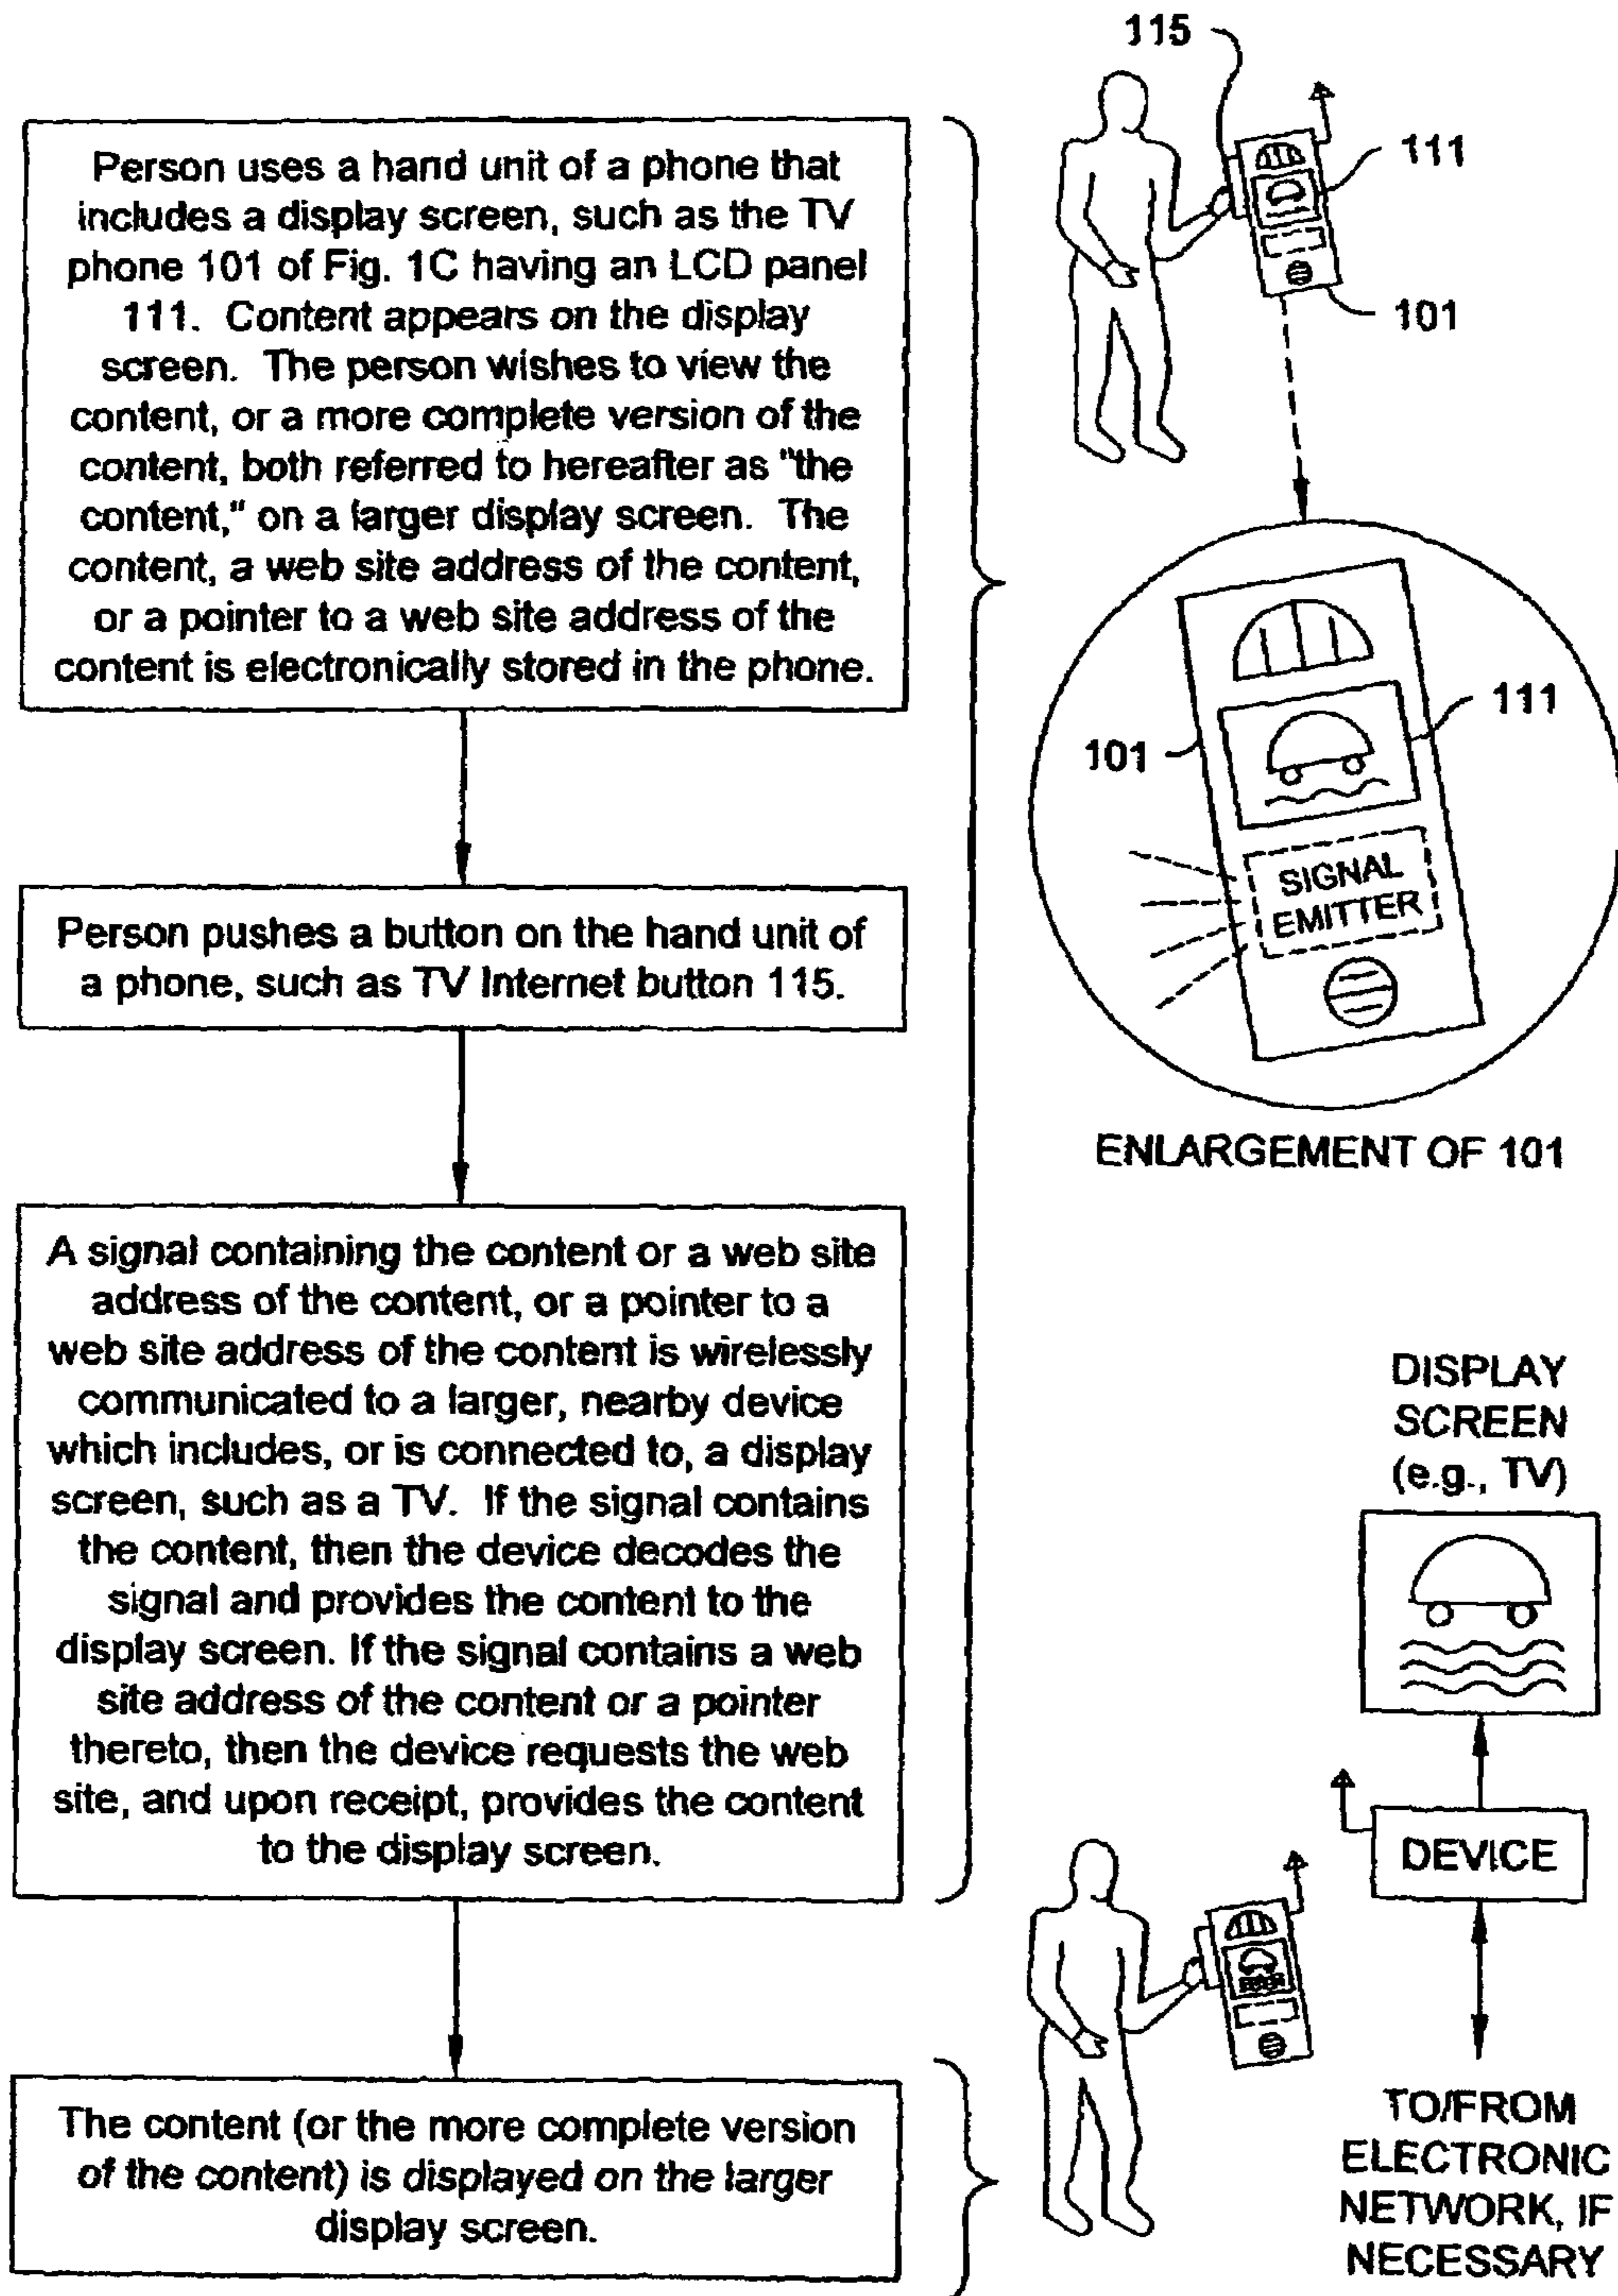 Person uses a hand unit of a phone that
includes a display screen, such as the TV
phone 101 of Fig. 1C having an LCD panel
111. Content appears on the display
screen. The person wishes to view the
content, or a more complete version of the
content, both referred to hereafter as "the
content," on a larger display screen. The
content, a web site address of the content,
or a pointer to a web site address of the
content is electronically stored in the phone.
Person pushes a button on the hand unit of
a phone, such as TV Internet button 115.
A signal containing the content or a web site
address of the content, or a pointer to a
web site address of the content is wirelessly
communicated to a larger, nearby device
which includes, or is connected to, a display
screen, such as a TV. If the signal contains
the content, then the device decodes the
signal and provides the content to the
display screen. If the signal contains a web
site address of the content or a pointer
thereto, then the device requests the web
site, and upon receipt, provides the content
to the display screen.
The content (or the more complete version
of the content) is displayed on the larger
display screen.
115
111
101
101
111
SIGNAL
EMITTER
ENLARGEMENT OF 101
DISPLAY
SCREEN
(e.g., TV)
DEVICE
TO/FROM
ELECTRONIC
NETWORK, IF
NECESSARY